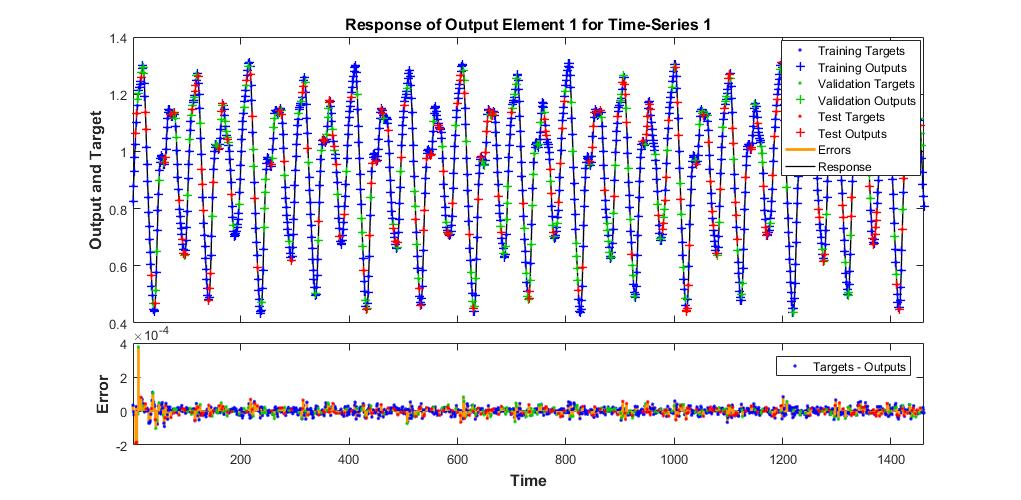 Response of Output Element 1 for Time-Series 1
Output and Target
1.4
1.2
1
0.8
0.6
0.4
Training Targets
Training Outputs
Validation Targets
Validation Outputs
Test Targets
Test Outputs
Errors
Response
×10-4
Error
4
2
0
-2
Targets - Outputs
200
400
600
800
1000
1200
1400
Time